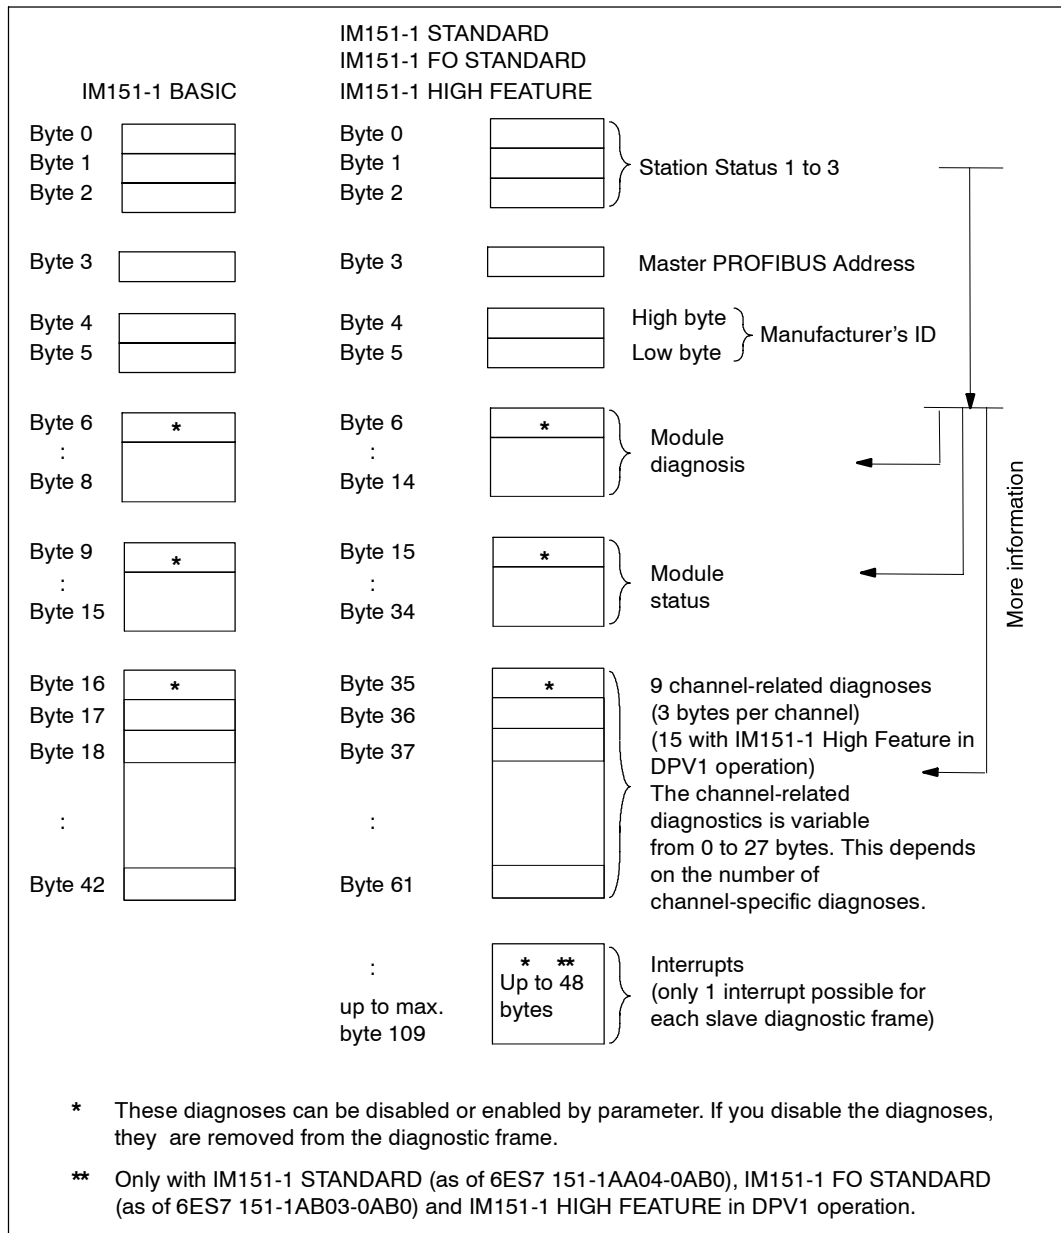 IM151-1 STANDARD
IM151-1 FO STANDARD
IM151-1 BASIC IM151-1 HIGH FEATURE
Byte 0 Byte 0
Byte 1 Byte 1 Station Status 1 to 3
Byte 2 Byte 2
Byte 3 Byte 3 Master PROFIBUS Address
Byte 4 Byte 4 High byte Manufacturer's ID
Byte 5 Byte 5 Low byte
Byte 6 * Byte 6 * Module
: : diagnosis
Byte 8 Byte 14
More information
Byte 9 * Byte 15 *
: : Module
Byte 15 Byte 34 status
Byte 16 * Byte 35 * 9 channel-related diagnoses
Byte 17 Byte 36 (3 bytes per channel)
Byte 18 Byte 37 (15 with IM151-1 High Feature in
DPV1 operation)
The channel-related
: : diagnostics is variable
from 0 to 27 bytes. This depends
Byte 42 Byte 61 on the number of
channel-specific diagnoses.
: * ** Interrupts
Up to 48 (only 1 interrupt possible for
up to max. bytes each slave diagnostic frame)
byte 109
* These diagnoses can be disabled or enabled by parameter. If you disable the diagnoses,
they are removed from the diagnostic frame.
** Only with IM151-1 STANDARD (as of 6ES7 151-1AA04-0AB0), IM151-1 FO STANDARD
(as of 6ES7 151-1AB03-0AB0) and IM151-1 HIGH FEATURE in DPV1 operation.